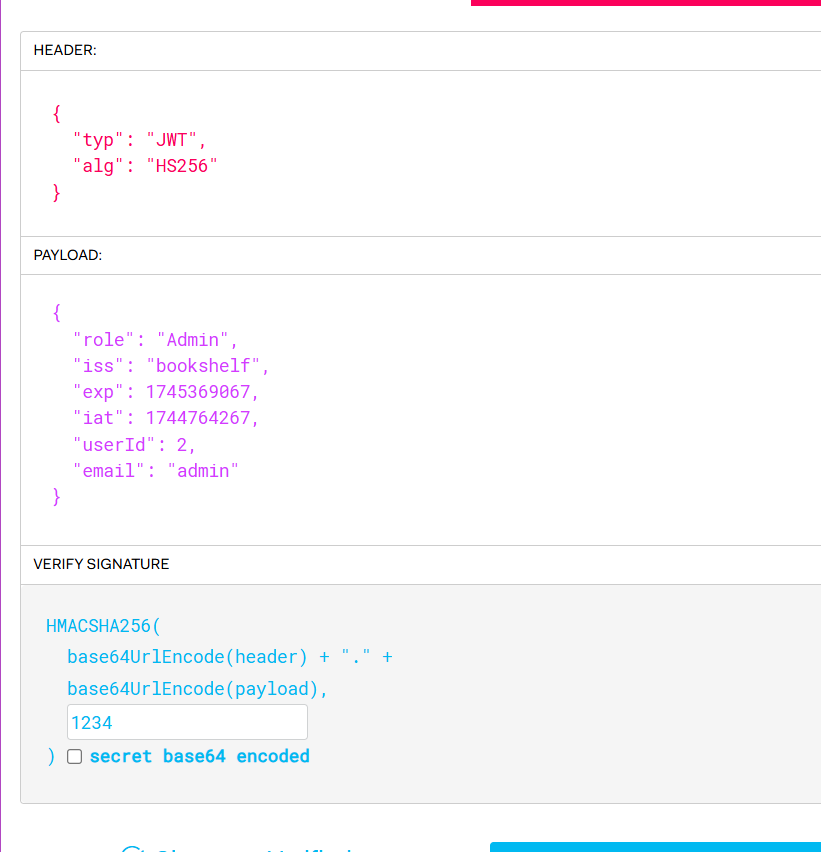 HEADER:
{
"typ": "JWT",
"alg": "HS256"
}
PAYLOAD:
{
"role": "Admin",
"iss": "bookshelf",
"exp": 1745369067,
"iat": 1744764267,
"userId": 2,
"email": "admin"
}
VERIFY SIGNATURE
HMACSHA256(
base64UrlEncode(header) + "." +
base64UrlEncode(payload),
1234
) secret base64 encoded